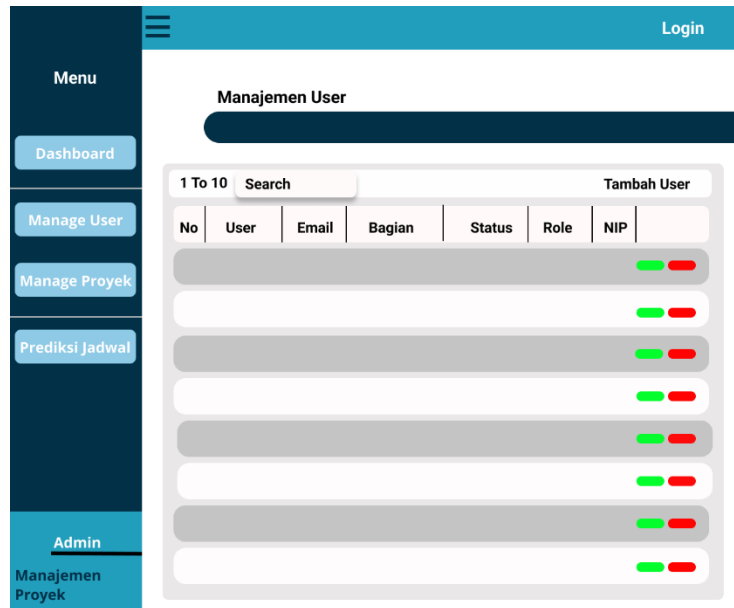 Login
Menu
Manajemen User
Dashboard
1 To 10 Search Tambah User
Manage User
No User Email Bagian Status Role NIP
Manage Proyek
Prediksi Jadwal
Admin
Manajemen
Proyek